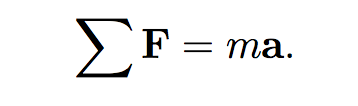 ∑ F = ma.